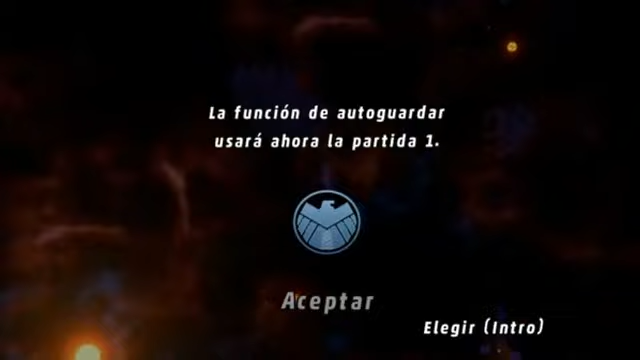 La función de autoguardar
usará ahora la partida 1.
Aceptar
Elegir (Intro)